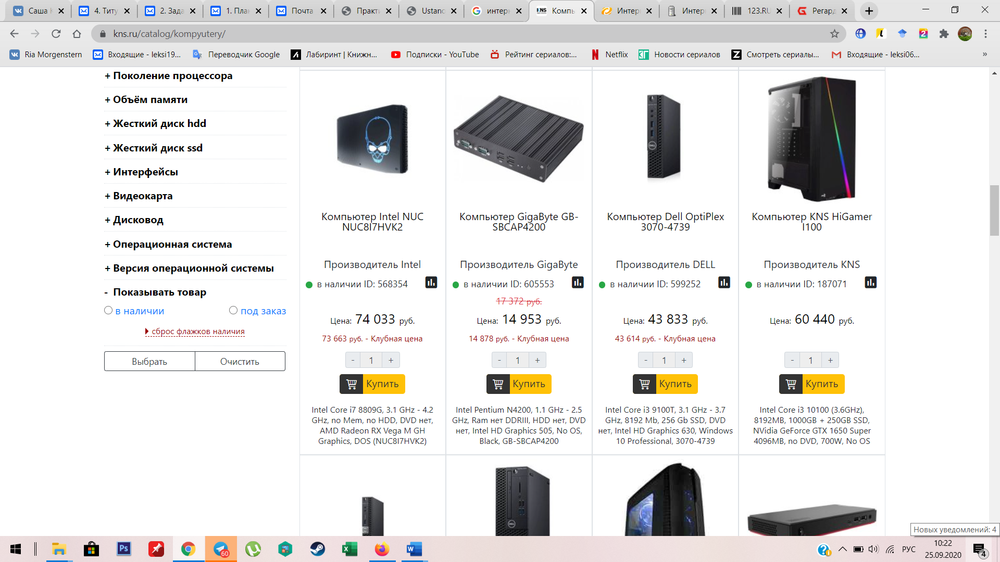 Саша К
4. Титу
2. Зада
1. План
Почта
Практи
Ustano
интерн
KNS
Компь
Интерн
Интерн
123.RU
Регард
kns.ru/catalog/kompyutery/
Ria Morgenstern
Входящие - leksi19...
Переводчик Google
Лабиринт | Книжн...
Подписки - YouTube
Рейтинг сериалов:...
Netflix
Новости сериалов
Смотреть сериалы...
Входящие - leksi06...
»
+ Поколение процессора
+ Объём памяти
+ Жесткий диск hdd
+ Жесткий диск ssd
+ Интерфейсы
+ Видеокарта
+ Дисковод
+ Операционная система
+ Версия операционной системы
- Показывать товар
в наличии
под заказ
сброс флажков наличия
Выбрать
Очистить
Компьютер Intel NUC
NUC8I7HVK2
Производитель Intel
в наличии ID: 568354
Цена: 74 033 руб.
73 663 руб. - Клубная цена
- 1 +
Купить
Intel Core i7 8809G, 3.1 GHz - 4.2
GHz, no Mem, no HDD, DVD нет,
AMD Radeon RX Vega M GH
Graphics, DOS (NUC8I7HVK2)
Компьютер GigaByte GB-
SBCAP4200
Производитель GigaByte
в наличии ID: 605553
17 372 руб.
Цена: 14 953 руб.
14 878 руб. - Клубная цена
- 1 +
Купить
Intel Pentium N4200, 1.1 GHz - 2.5
GHz, Ram нет DDRIII, HDD нет, DVD
нет, Intel HD Graphics 505, No OS,
Black, GB-SBCAP4200
Компьютер Dell OptiPlex
3070-4739
Производитель DELL
в наличии ID: 599252
Цена: 43 833 руб.
43 614 руб. - Клубная цена
- 1 +
Купить
Intel Core i3 9100T, 3.1 GHz - 3.7
GHz, 8192 Mb, 256 Gb SSD, DVD
нет, Intel HD Graphics 630, Windows
10 Professional, 3070-4739
Компьютер KNS HiGamer
I100
Производитель KNS
в наличии ID: 187071
Цена: 60 440 руб.
- 1 +
Купить
Intel Core i3 10100 (3.6GHz),
8192MB, 1000GB + 250GB SSD,
NVidia GeForce GTX 1650 Super
4096MB, no DVD, 700W, No OS
Новых уведомлений: 4
Ps
60
РУС
10:22
25.09.2020
4